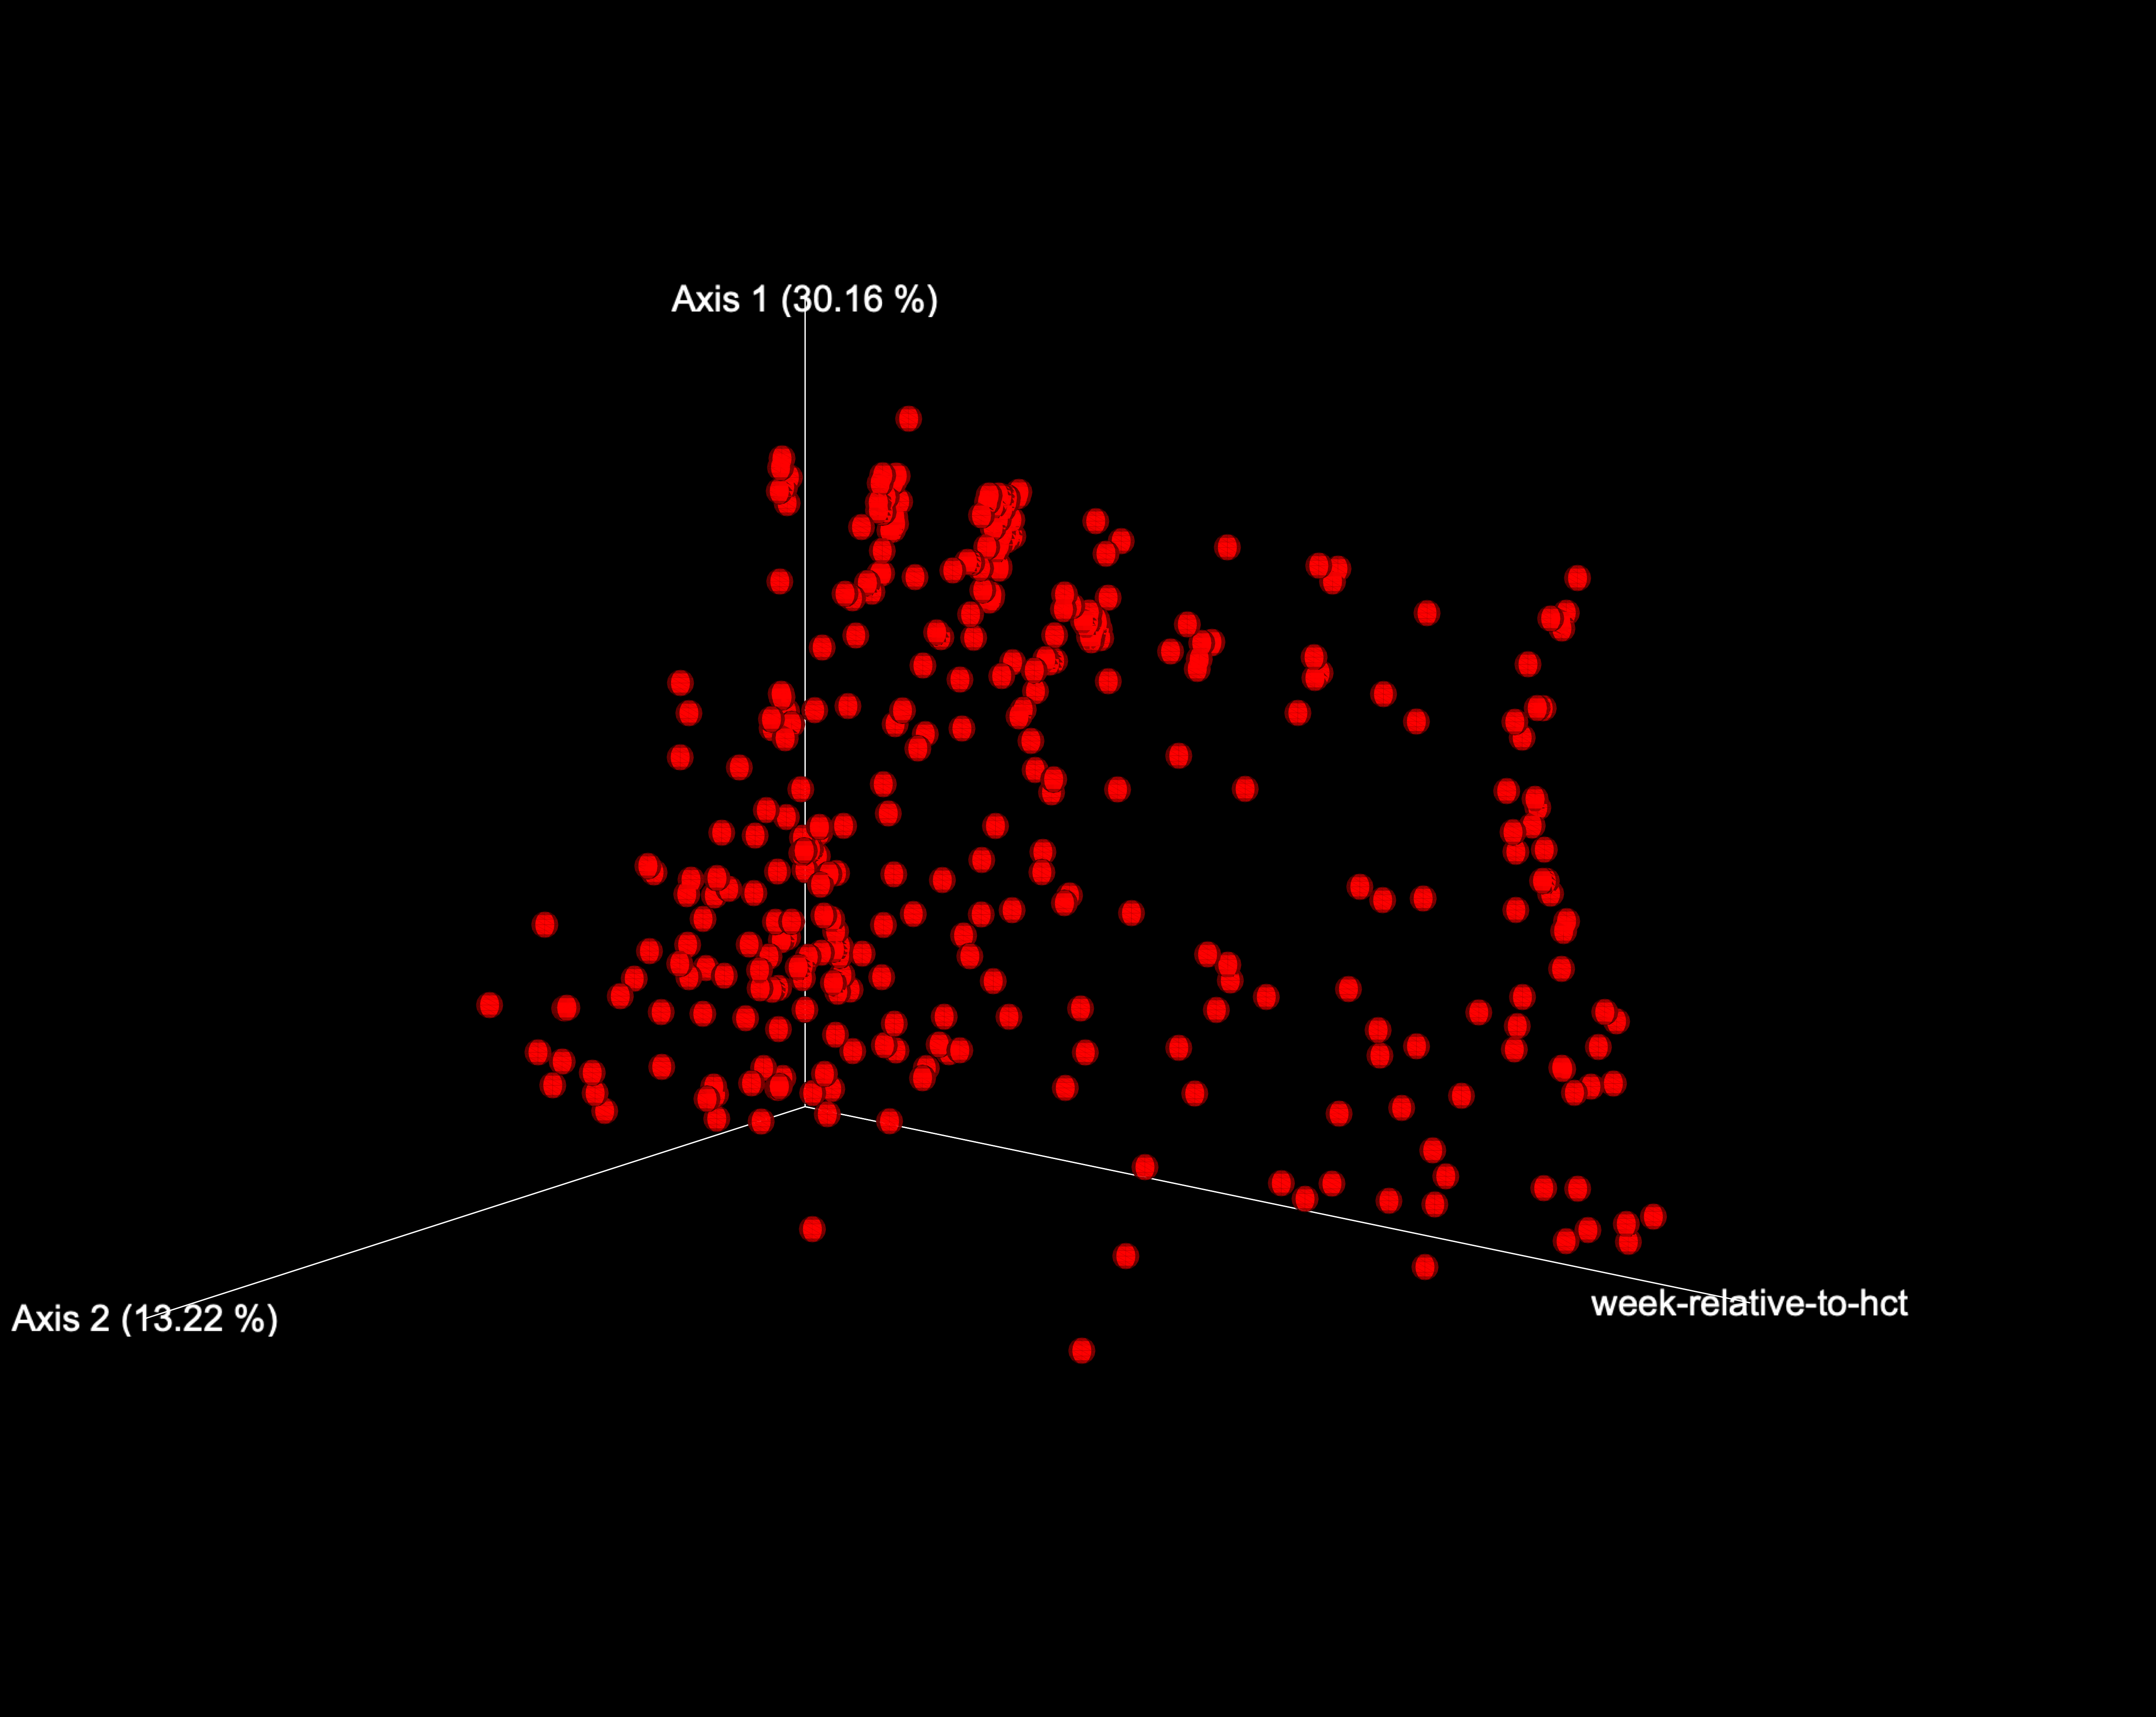 Axis 1 (30.16 %)
Axis 2 (13.22 %)
week-relative-to-hct